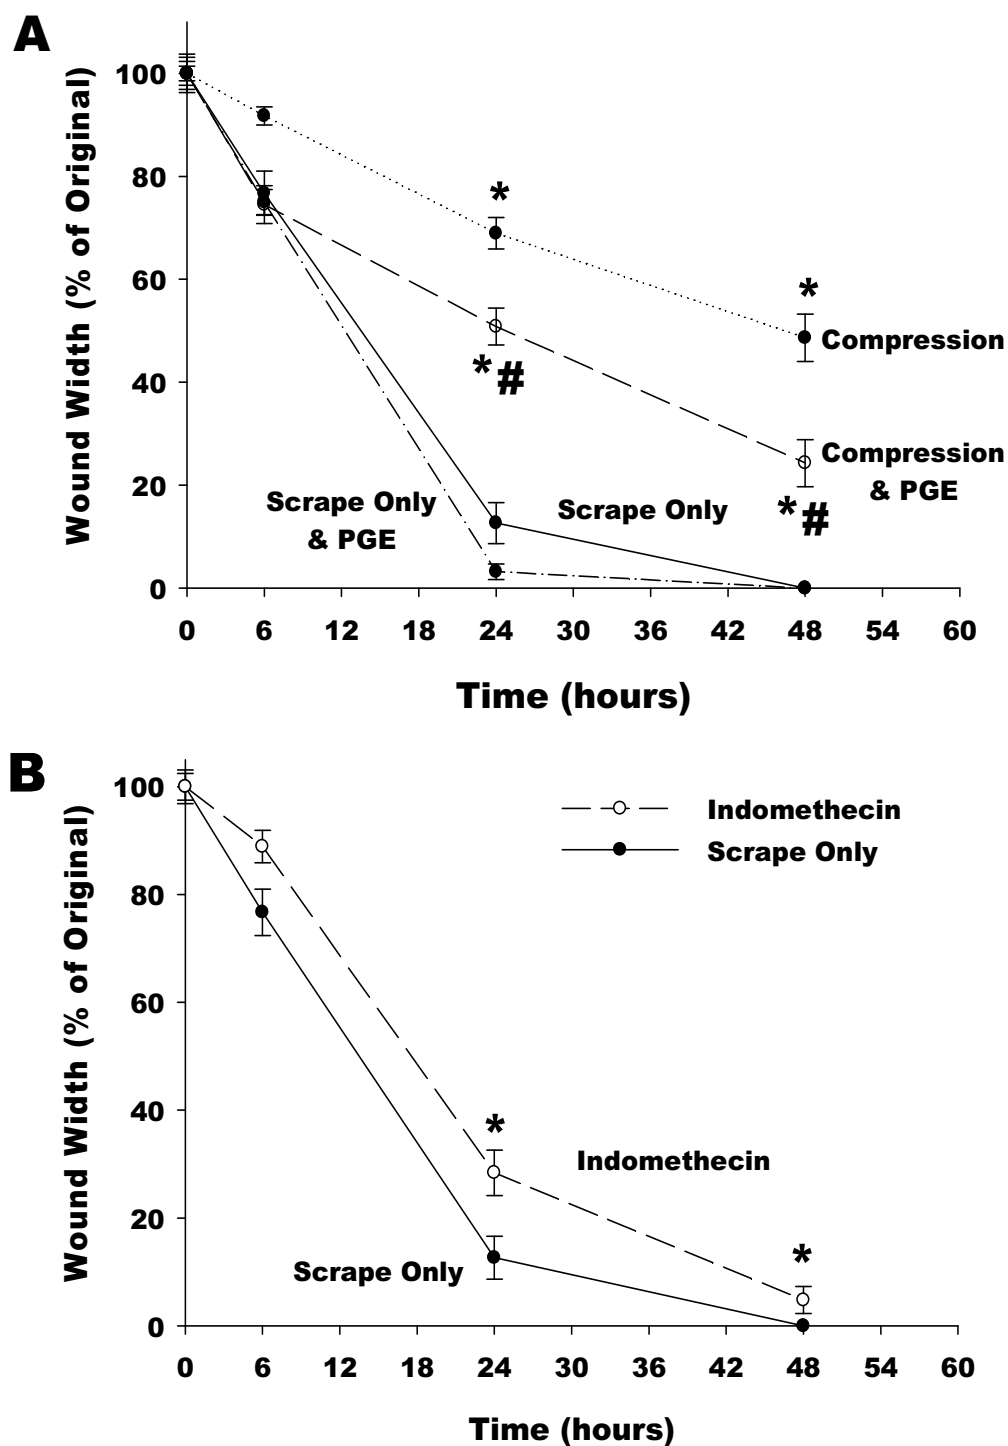 A
Wound Width (% of Original)
100
80
60
40
20
0
*
*
Compression
*#
Compression
& PGE
*#
Scrape Only
& PGE
Scrape Only
0 6 12 18 24 30 36 42 48 54 60
Time (hours)
B
Wound Width (% of Original)
100
80
60
40
20
0
Indomethecin
Scrape Only
*
Indomethecin
*
Scrape Only
0 6 12 18 24 30 36 42 48 54 60
Time (hours)